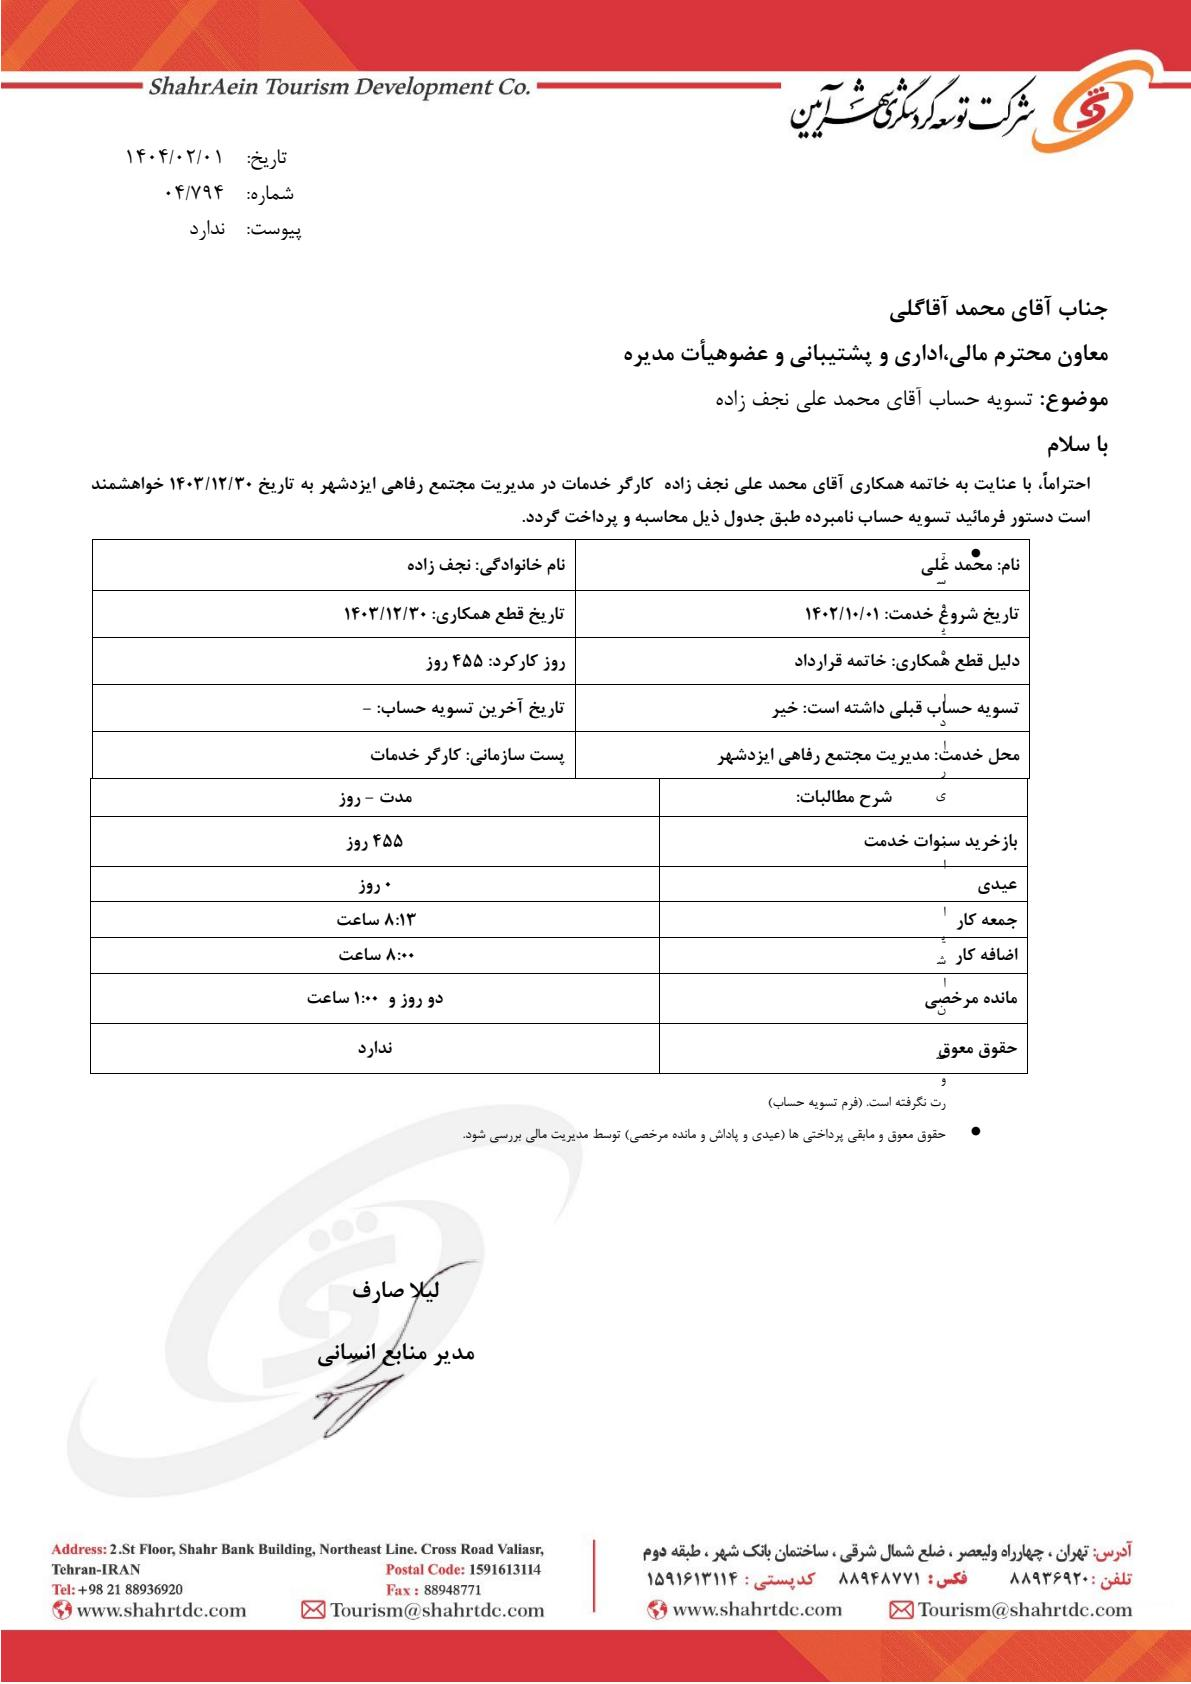 ShahrAein Tourism Development Co.
شرکت توسعه گردشگری شهر آیین
تاریخ: ۱۴۰۴/۰۲/۰۱
شماره: ۰۴/۷۹۴
پیوست: ندارد
جناب آقای محمد آقاگلی
معاون محترم مالی،اداری و پشتیبانی و عضوهیأت مدیره
موضوع: تسویه حساب آقای محمد علی نجف زاده
با سلام
احتراماً، با عنایت به خاتمه همکاری آقای محمد علی نجف زاده کارگر خدمات در مدیریت مجتمع رفاهی ایزدشهر به تاریخ ۱۴۰۳/۱۲/۳۰ خواهشمند
است دستور فرمائید تسویه حساب نامبرده طبق جدول ذیل محاسبه و پرداخت گردد.
نام: محمد علی نام خانوادگی: نجف زاده
تاریخ شروع خدمت: ۱۴۰۲/۱۰/۰۱ تاریخ قطع همکاری: ۱۴۰۳/۱۲/۳۰
دلیل قطع همکاری: خاتمه قرارداد روز کارکرد: ۴۵۵ روز
تسویه حساب قبلی داشته است: خیر تاریخ آخرین تسویه حساب: –
محل خدمت: مدیریت مجتمع رفاهی ایزدشهر پست سازمانی: کارگر خدمات
شرح مطالبات: مدت – روز
بازخرید سنوات خدمت ۴۵۵ روز
عیدی ۰ روز
جمعه کار ۸:۱۳ ساعت
اضافه کار ۸:۰۰ ساعت
مانده مرخصی دو روز و ۱:۰۰ ساعت
حقوق معوق ندارد
و
رت نگرفته است. (فرم تسویه حساب)
● حقوق معوق و مابقی پرداختی ها (عیدی و پاداش و مانده مرخصی) توسط مدیریت مالی بررسی شود.
لیلا صارف
مدیر منابع انسانی
آدرس: تهران ، چهارراه ولیعصر ، ضلع شمال شرقی ، ساختمان بانک شهر ، طبقه دوم
تلفن : ۸۸۹۳۶۹۲۰ فکس : ۸۸۹۴۸۷۷۱ کدپستی : ۱۵۹۱۶۱۳۱۱۴
www.shahrtdc.com Tourism@shahrtdc.com
Address: 2.St Floor, Shahr Bank Building, Northeast Line. Cross Road Valiasr,
Tehran-IRAN Postal Code: 1591613114
Tel: +98 21 88936920 Fax : 88948771
www.shahrtdc.com Tourism@shahrtdc.com